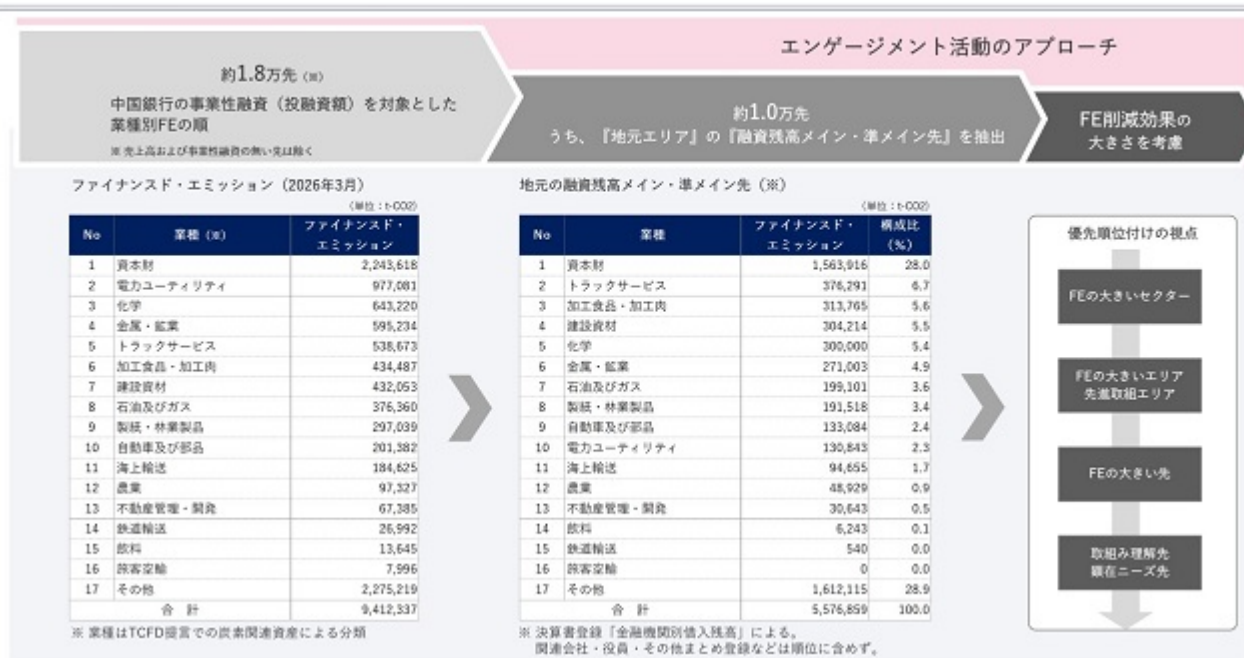 エンゲージメント活動のアプローチ
約1.8万先（※）
中国銀行の事業性融資（投融資額）を対象とした
業種別FEの順
※ 売上高および事業性融資の無い先は除く
約1.0万先
うち、『地元エリア』の『融資残高メイン・準メイン先』を抽出
FE削減効果の
大きさを考慮
ファイナンスド・エミッション（2026年3月）
（単位：t-CO2）
No 業種（※） ファイナンスド・エミッション
1 資本財 2,243,618
2 電力ユーティリティ 977,081
3 化学 643,220
4 金属・鉱業 595,234
5 トラックサービス 538,673
6 加工食品・加工肉 434,487
7 建設資材 432,053
8 石油及びガス 376,360
9 製紙・林業製品 297,039
10 自動車及び部品 201,382
11 海上輸送 184,625
12 農業 97,327
13 不動産管理・開発 67,385
14 鉄道輸送 26,992
15 飲料 13,645
16 旅客空輸 7,996
17 その他 2,275,219
合 計 9,412,337
※ 業種はTCFD提言での炭素関連資産による分類
地元の融資残高メイン・準メイン先（※）
（単位：t-CO2）
No 業種 ファイナンスド・エミッション 構成比（%）
1 資本財 1,563,916 28.0
2 トラックサービス 376,291 6.7
3 加工食品・加工肉 313,765 5.6
4 建設資材 304,214 5.5
5 化学 300,000 5.4
6 金属・鉱業 271,003 4.9
7 石油及びガス 199,101 3.6
8 製紙・林業製品 191,518 3.4
9 自動車及び部品 133,084 2.4
10 電力ユーティリティ 130,843 2.3
11 海上輸送 94,655 1.7
12 農業 48,929 0.9
13 不動産管理・開発 30,643 0.5
14 飲料 6,243 0.1
15 鉄道輸送 540 0.0
16 旅客空輸 0 0.0
17 その他 1,612,115 28.9
合 計 5,576,859 100.0
※ 決算書登録「金融機関別借入残高」による。
関連会社・役員・その他まとめ登録などは順位に含めず。
優先順位付けの視点
FEの大きいセクター
FEの大きいエリア
先進取組エリア
FEの大きい先
取組み理解先
顕在ニーズ先